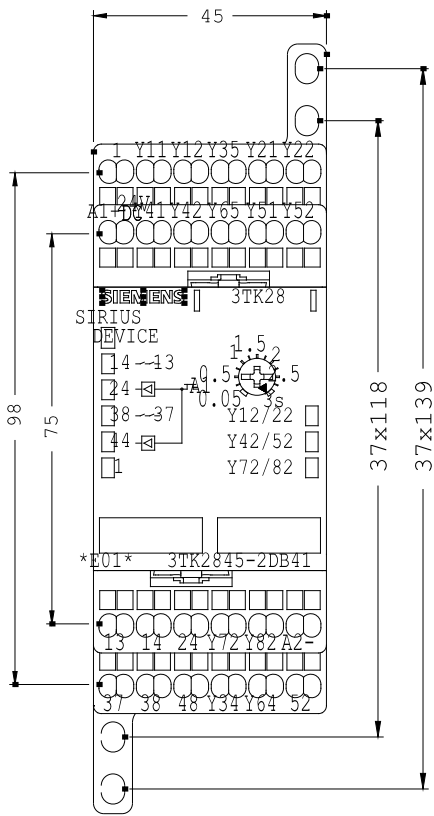 45
1 Y11 Y12 Y35 Y21 Y22
24V
A1+ DC Y41 Y42 Y65 Y51 Y52
SIEMENS 3TK28
SIRIUS
DEVICE
1.5
1 2
14 13
0.5 2.5
24 A1
0.05 3s
38 37 Y12/22
44 Y42/52
1 Y72/82
*E01* 3TK2845-2DB41
13 14 24 Y72 Y82 A2-
37 38 48 Y34 Y64 52
98
75
37x118
37x139